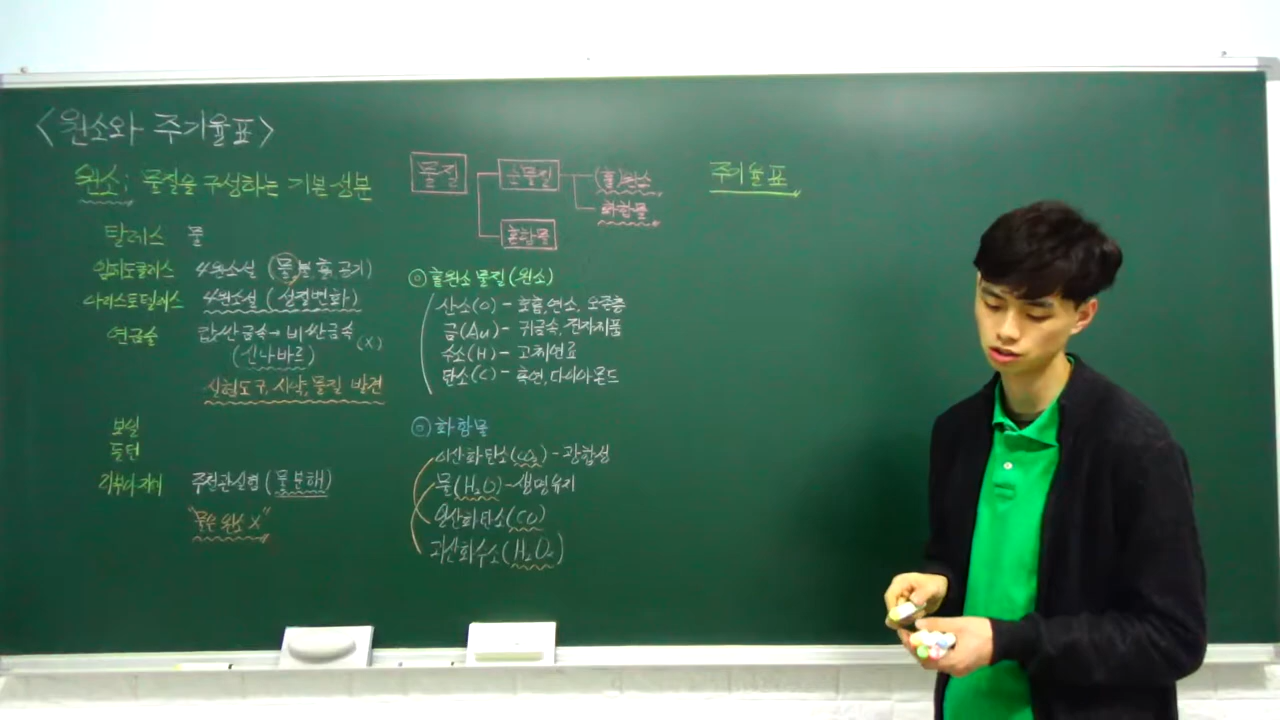 <원소와 주기율표>
원소: 물질을 구성하는 기본 성분
탈레스 물
엠페도클레스 4원소설 (물 불 흙 공기)
아리스토텔레스 4원소설 (성질변화)
연금술 값싼금속→비싼금속 (X)
(신나바르)
실험도구, 시약, 물질 발견
보일
돌턴
라부아지에 주전관실험 (물분해)
"물은 원소 X"
물질 순물질 (홑)원소
화합물
혼합물
⊙ 홑원소 물질 (원소)
산소(O) - 호흡, 연소, 오존층
금(Au) - 귀금속, 전자제품
수소(H) - 고체연료
탄소(C) - 흑연, 다이아몬드
⊙ 화합물
이산화탄소(CO₂) - 광합성
물(H₂O) - 생명유지
일산화탄소(CO)
과산화수소(H₂O₂)
주기율표